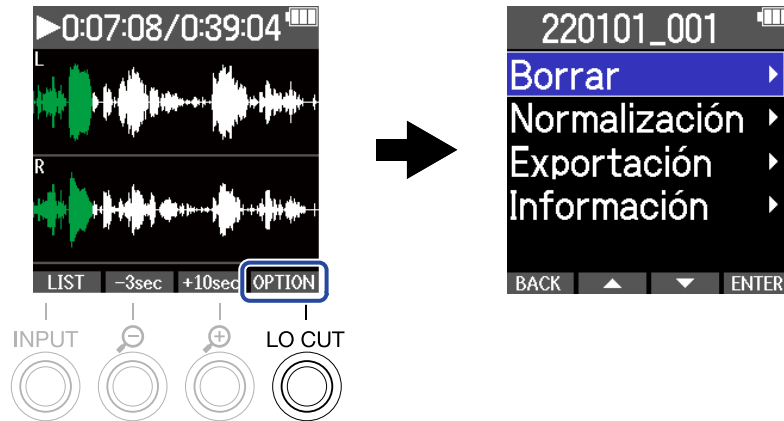 ▶0:07:08/0:39:04
L
R
LIST -3sec +10sec OPTION
INPUT LO CUT
220101_001
Borrar
Normalización
Exportación
Información
BACK ▲ ▼ ENTER